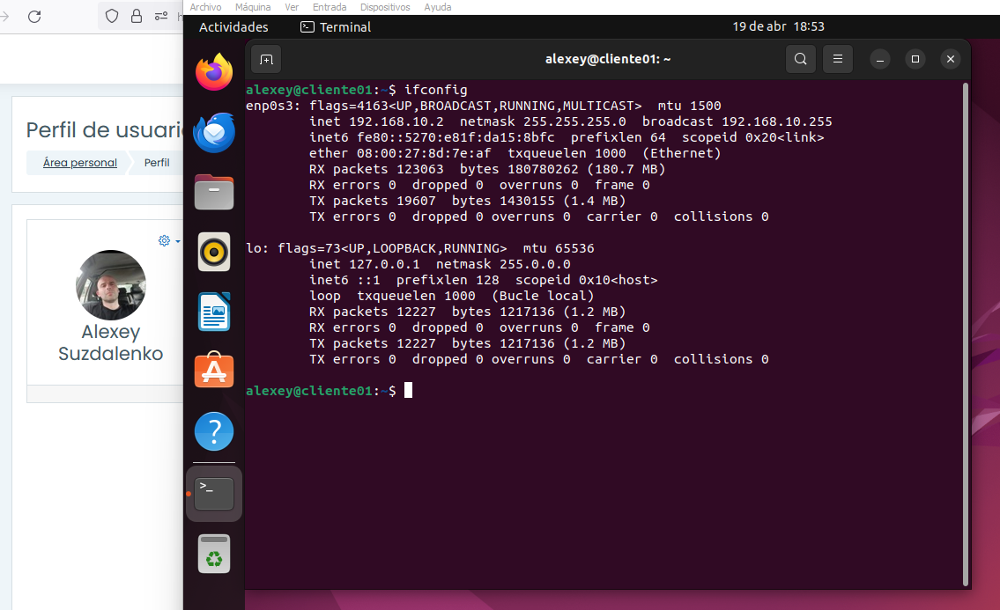 Archivo Máquina Ver Entrada Dispositivos Ayuda
Actividades Terminal 19 de abr 18:53
alexey@cliente01: ~
Perfil de usuario
Área personal Perfil
Alexey
Suzdalenko
alexey@cliente01:~$ ifconfig
enp0s3: flags=4163<UP,BROADCAST,RUNNING,MULTICAST>  mtu 1500
        inet 192.168.10.2  netmask 255.255.255.0  broadcast 192.168.10.255
        inet6 fe80::5270:e81f:da15:8bfc  prefixlen 64  scopeid 0x20<link>
        ether 08:00:27:8d:7e:af  txqueuelen 1000  (Ethernet)
        RX packets 123063  bytes 180780262 (180.7 MB)
        RX errors 0  dropped 0  overruns 0  frame 0
        TX packets 19607  bytes 1430155 (1.4 MB)
        TX errors 0  dropped 0 overruns 0  carrier 0  collisions 0
lo: flags=73<UP,LOOPBACK,RUNNING>  mtu 65536
        inet 127.0.0.1  netmask 255.0.0.0
        inet6 ::1  prefixlen 128  scopeid 0x10<host>
        loop  txqueuelen 1000  (Bucle local)
        RX packets 12227  bytes 1217136 (1.2 MB)
        RX errors 0  dropped 0  overruns 0  frame 0
        TX packets 12227  bytes 1217136 (1.2 MB)
        TX errors 0  dropped 0 overruns 0  carrier 0  collisions 0
alexey@cliente01:~$